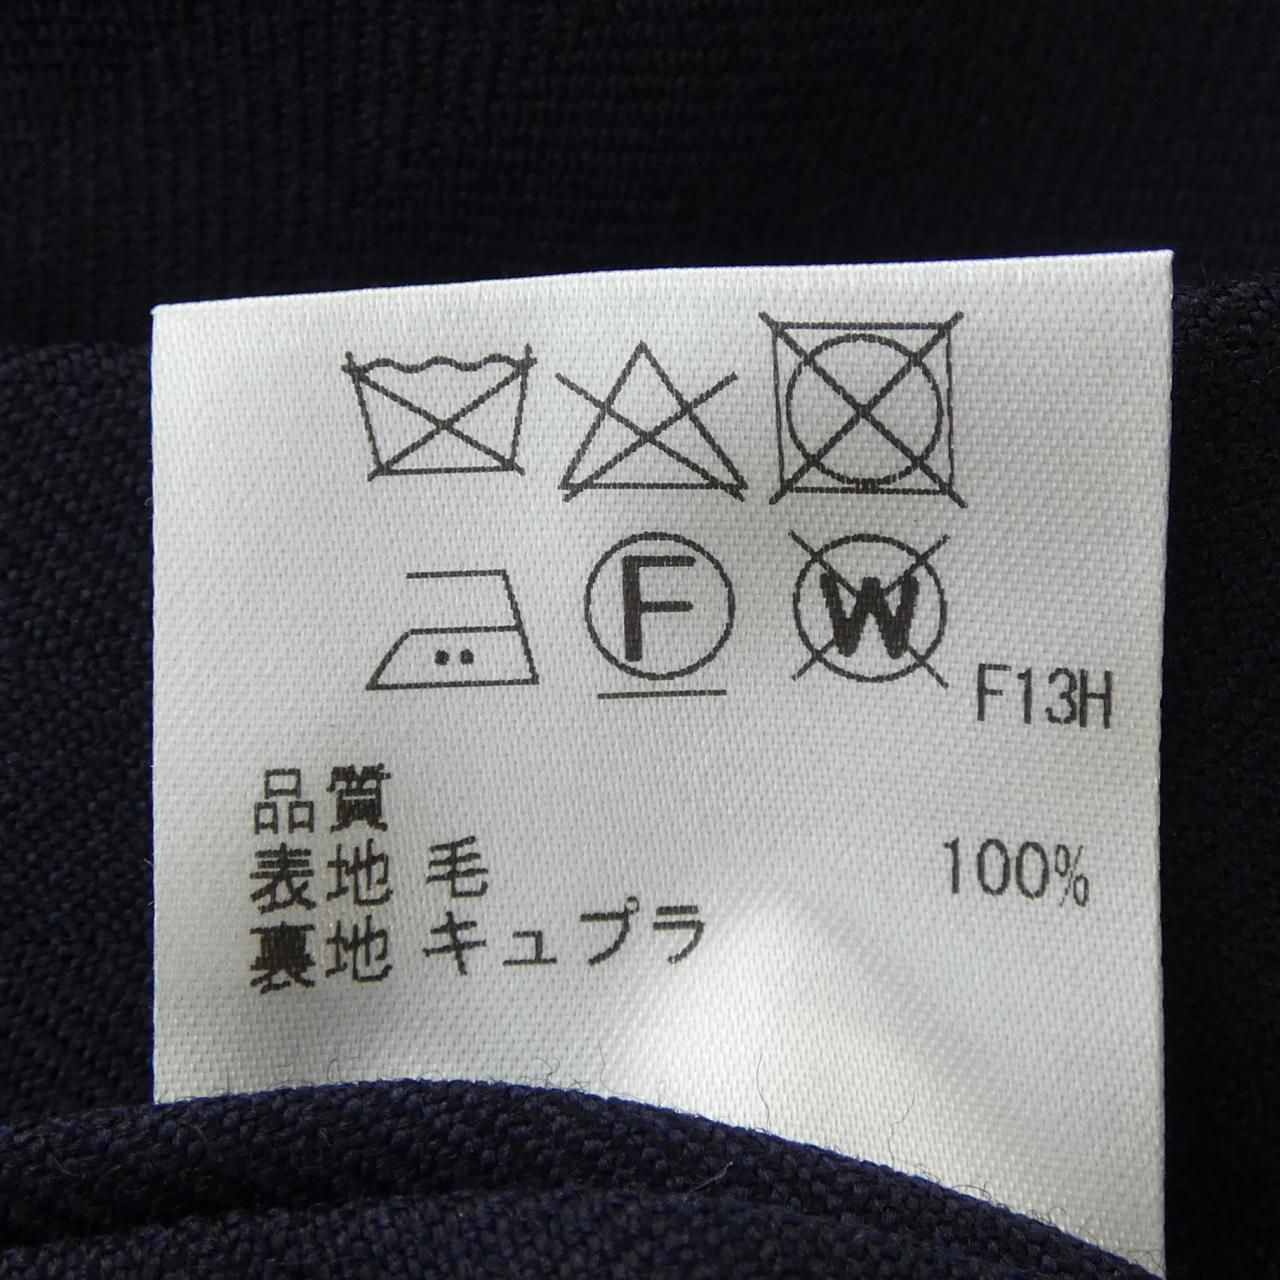 F
W
F13H
品質
表地 毛 100%
裏地 キュプラ